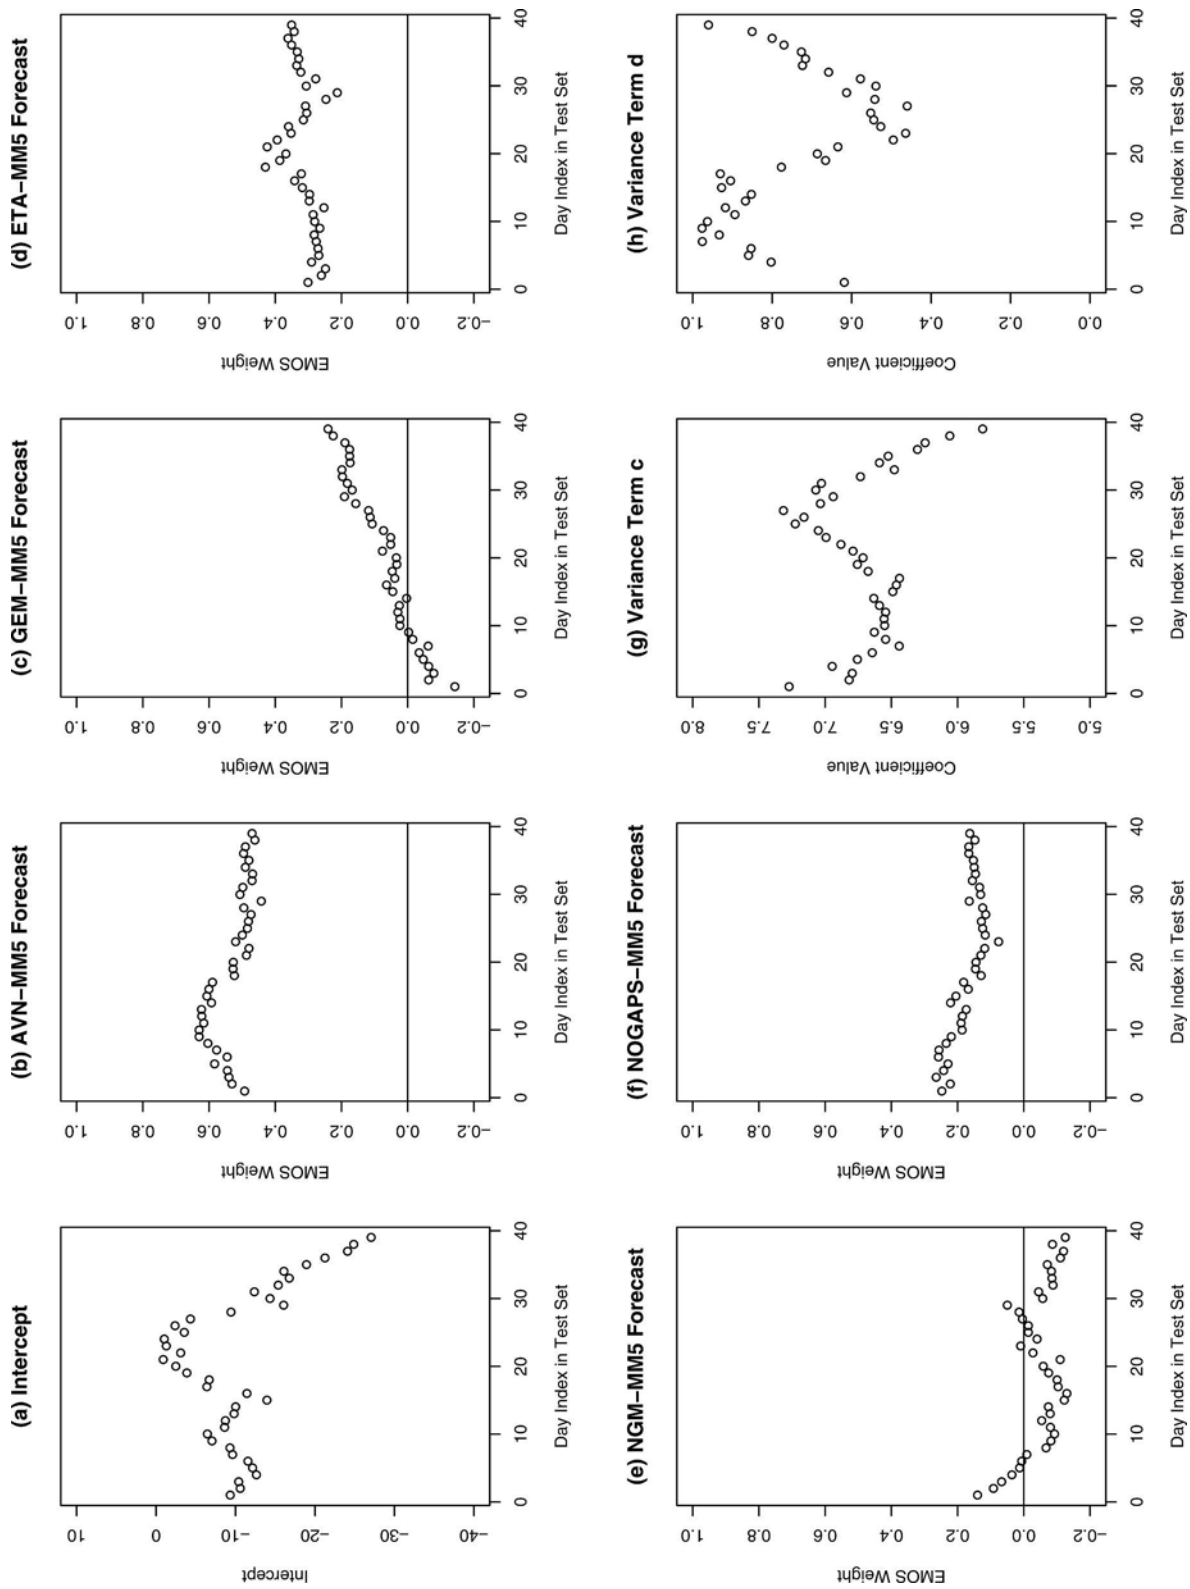 (a) Intercept
Intercept
10
0
−10
−20
−30
−40
0 10 20 30 40
Day Index in Test Set
(b) AVN−MM5 Forecast
EMOS Weight
1.0
0.8
0.6
0.4
0.2
0.0
−0.2
0 10 20 30 40
Day Index in Test Set
(c) GEM−MM5 Forecast
EMOS Weight
1.0
0.8
0.6
0.4
0.2
0.0
−0.2
0 10 20 30 40
Day Index in Test Set
(d) ETA−MM5 Forecast
EMOS Weight
1.0
0.8
0.6
0.4
0.2
0.0
−0.2
0 10 20 30 40
Day Index in Test Set
(e) NGM−MM5 Forecast
EMOS Weight
1.0
0.8
0.6
0.4
0.2
0.0
−0.2
0 10 20 30 40
Day Index in Test Set
(f) NOGAPS−MM5 Forecast
EMOS Weight
1.0
0.8
0.6
0.4
0.2
0.0
−0.2
0 10 20 30 40
Day Index in Test Set
(g) Variance Term c
Coefficient Value
8.0
7.5
7.0
6.5
6.0
5.5
5.0
0 10 20 30 40
Day Index in Test Set
(h) Variance Term d
Coefficient Value
1.0
0.8
0.6
0.4
0.2
0.0
0 10 20 30 40
Day Index in Test Set